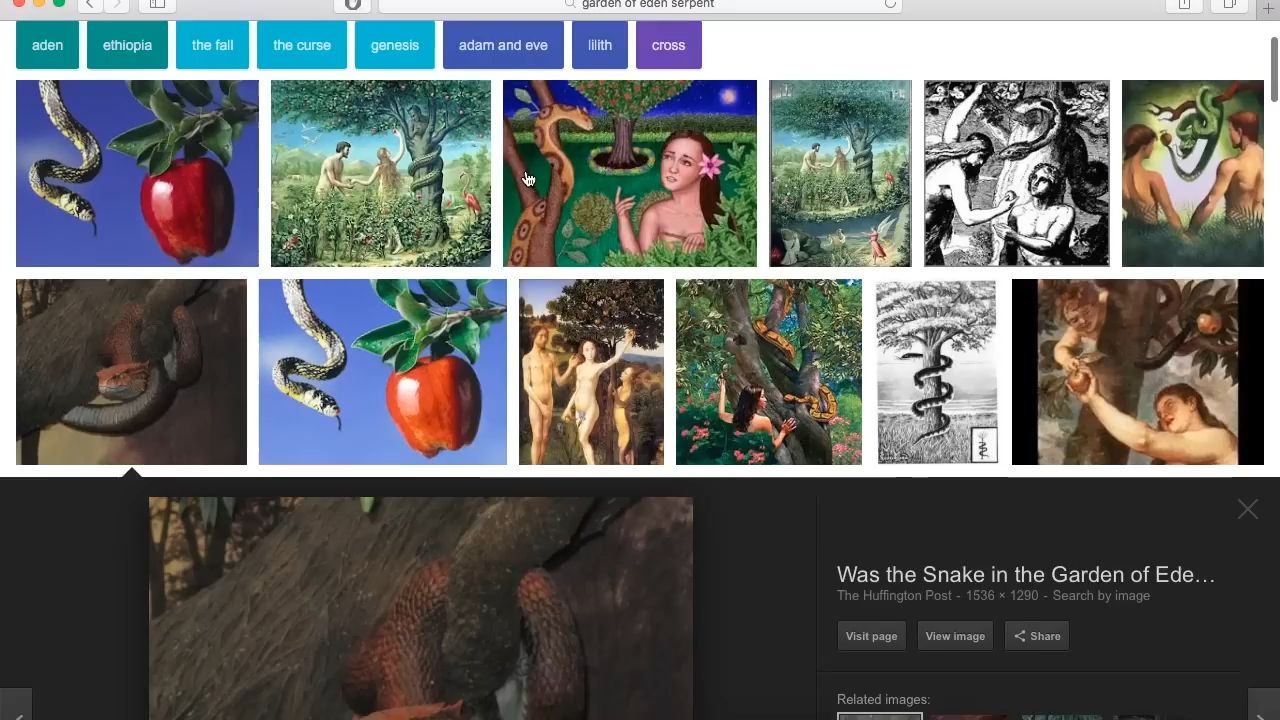 garden of eden serpent
aden
ethiopia
the fall
the curse
genesis
adam and eve
lilith
cross
Was the Snake in the Garden of Ede…
The Huffington Post - 1536 × 1290 - Search by image
Visit page
View image
Share
Related images: